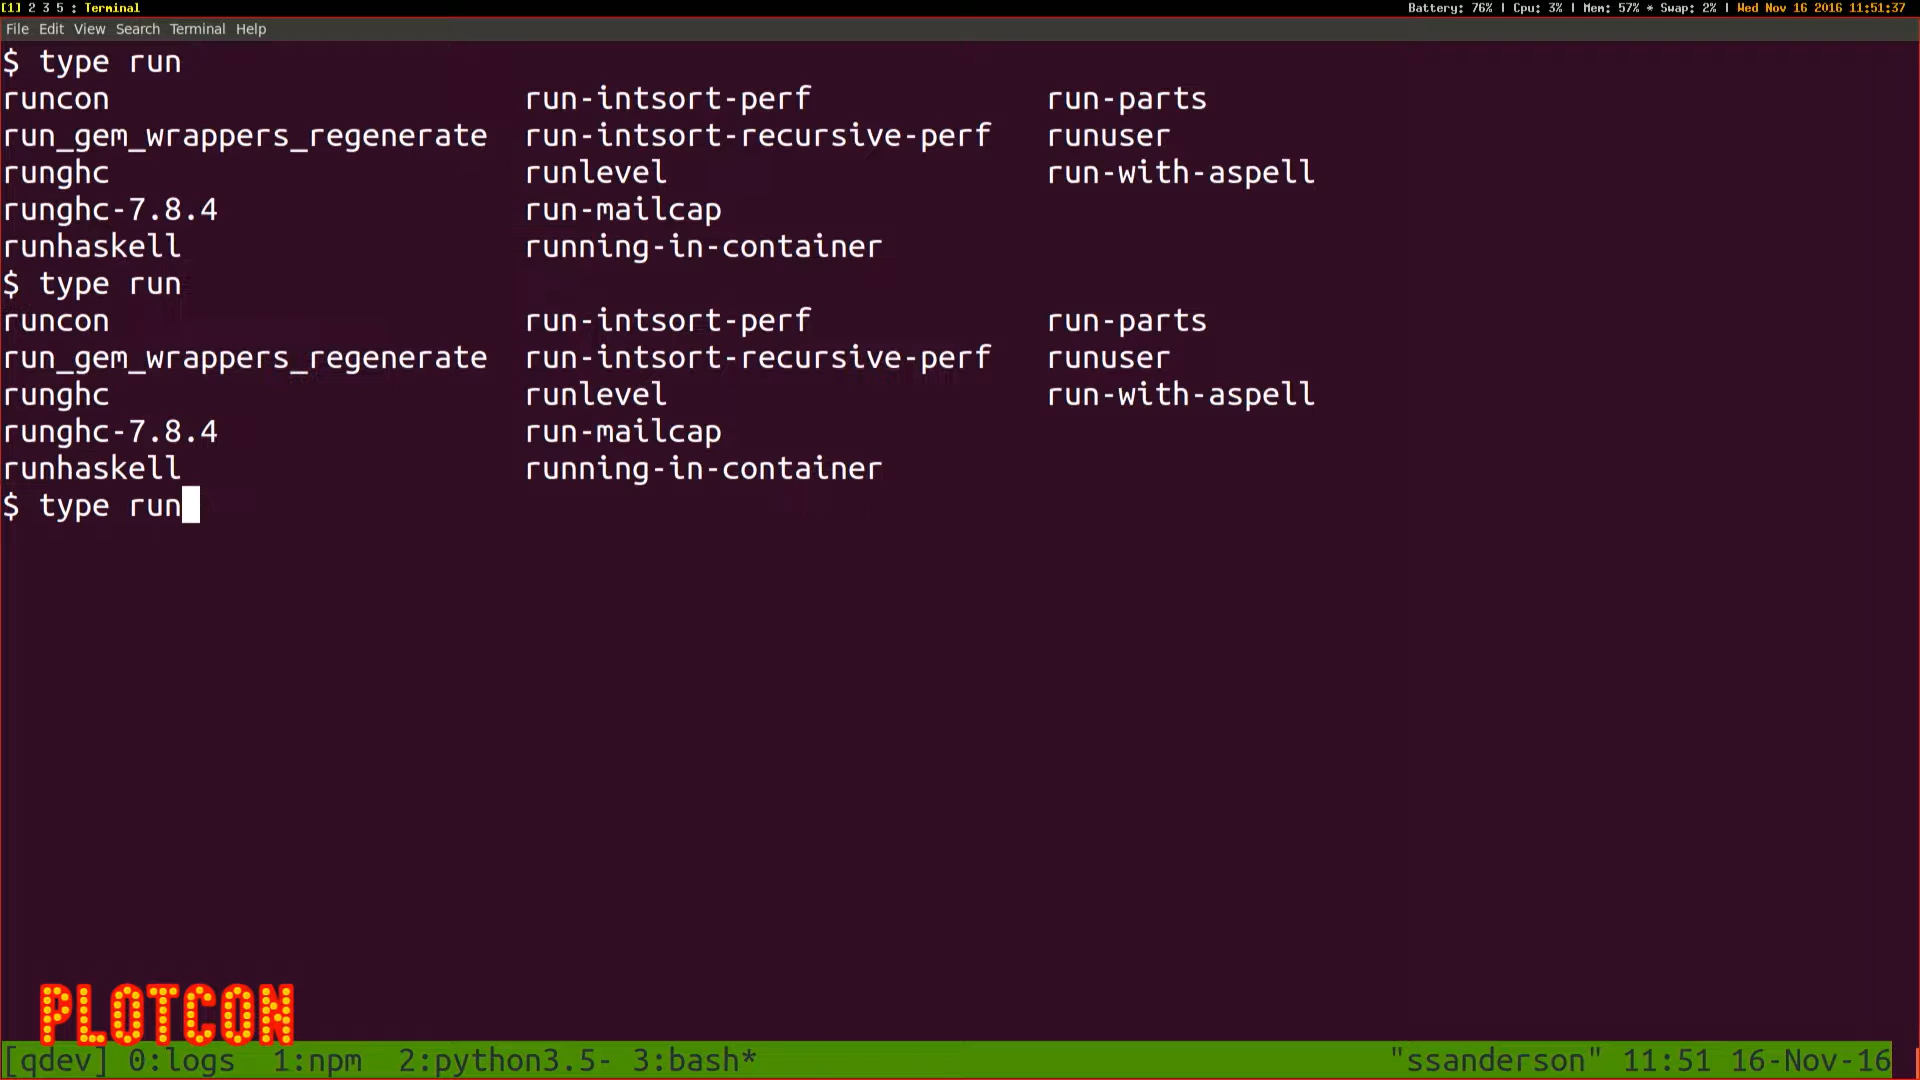 [1] 2 3 5 : Terminal Battery: 76% | Cpu: 3% | Mem: 57% * Swap: 2% | Wed Nov 16 2016 11:51:37
File Edit View Search Terminal Help
$ type run
runcon run-intsort-perf run-parts
run_gem_wrappers_regenerate run-intsort-recursive-perf runuser
runghc runlevel run-with-aspell
runghc-7.8.4 run-mailcap
runhaskell running-in-container
$ type run
runcon run-intsort-perf run-parts
run_gem_wrappers_regenerate run-intsort-recursive-perf runuser
runghc runlevel run-with-aspell
runghc-7.8.4 run-mailcap
runhaskell running-in-container
$ type run
PLOTCON
[qdev] 0:logs 1:npm 2:python3.5- 3:bash* "ssanderson" 11:51 16-Nov-16